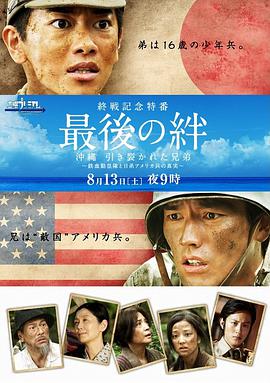 弟は16歳の少年兵。
終戦記念特番
最後の絆
沖縄 引き裂かれた兄弟
～鉄血勤皇隊と日系アメリカ兵の真実～
8月13日[土] 夜9時
兄は“敵国”アメリカ兵。